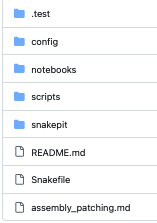 .test
config
notebooks
scripts
snakepit
README.md
Snakefile
assembly_patching.md